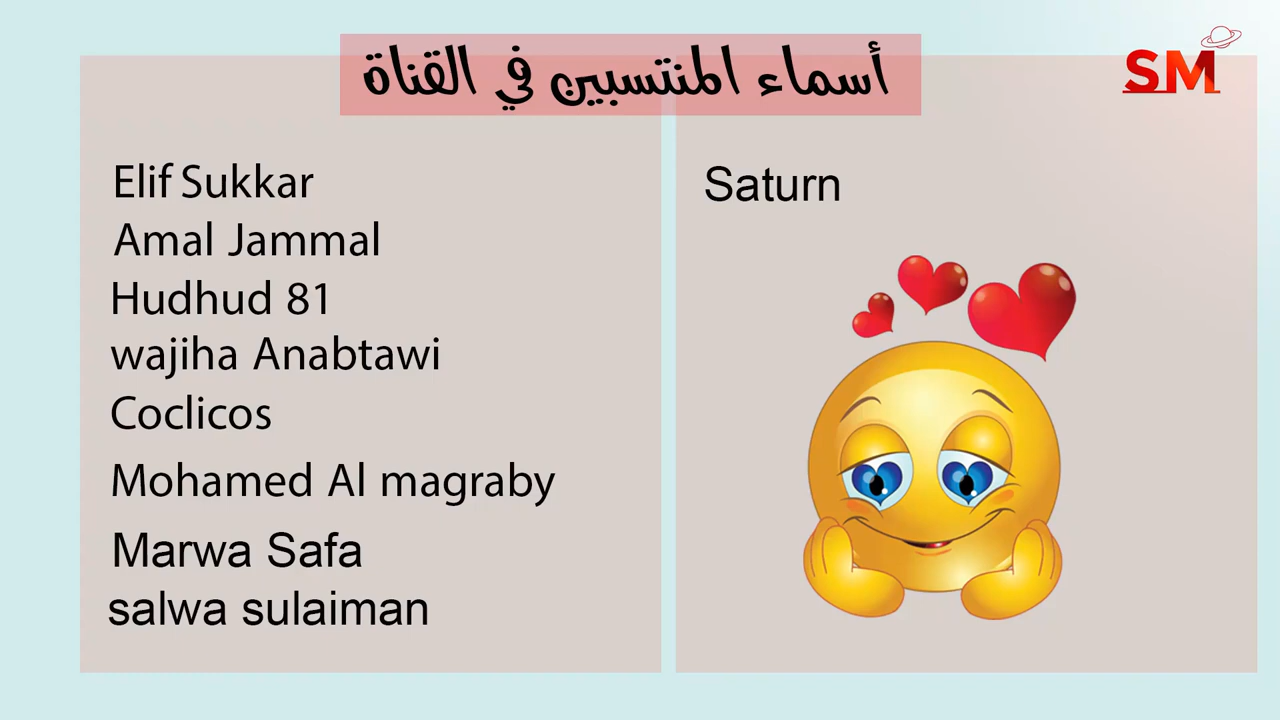 أسماء المنتسبين في القناة
SM
Elif Sukkar
Amal Jammal
Hudhud 81
wajiha Anabtawi
Coclicos
Mohamed Al magraby
Marwa Safa
salwa sulaiman
Saturn